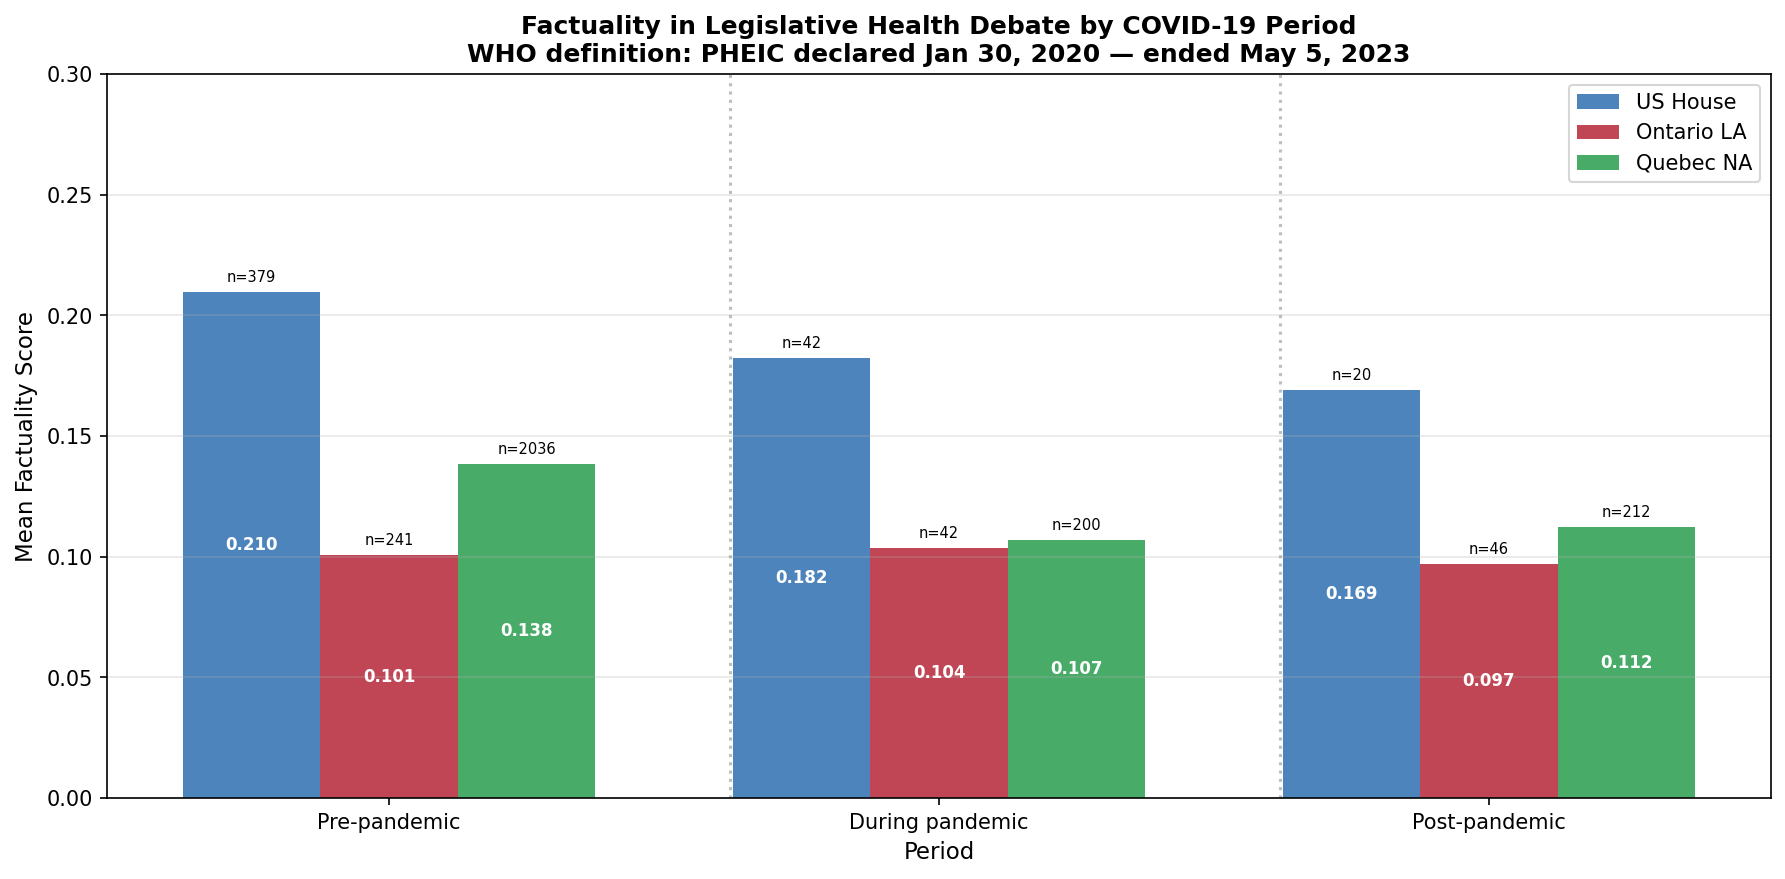 Factuality in Legislative Health Debate by COVID-19 Period
WHO definition: PHEIC declared Jan 30, 2020 — ended May 5, 2023
US House
Ontario LA
Quebec NA
Mean Factuality Score
0.30
0.25
0.20
0.15
0.10
0.05
0.00
n=379
0.210
n=241
0.101
n=2036
0.138
n=42
0.182
n=42
0.104
n=200
0.107
n=20
0.169
n=46
0.097
n=212
0.112
Pre-pandemic
During pandemic
Post-pandemic
Period